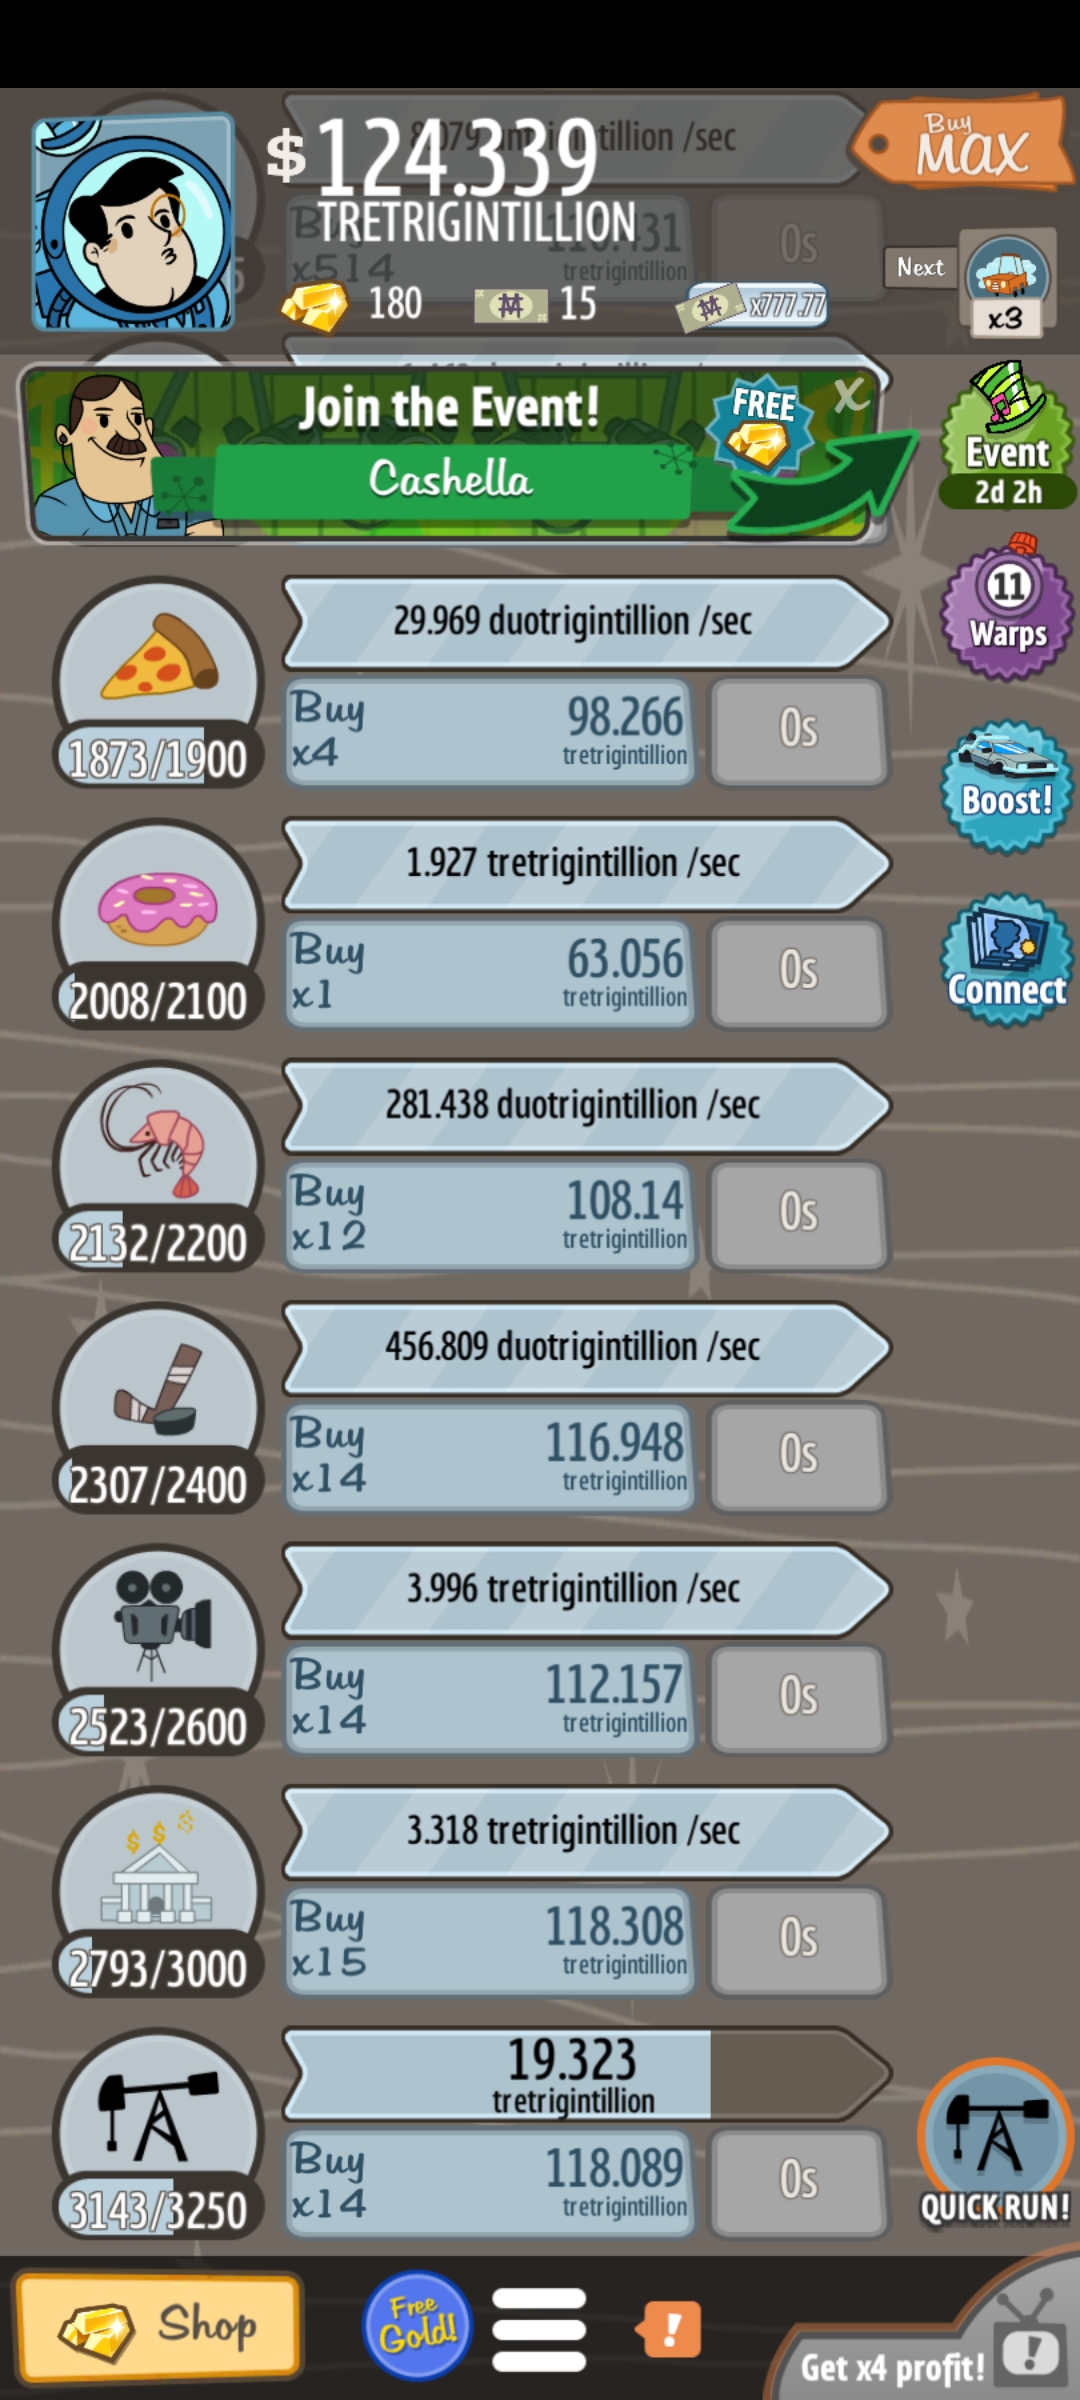 $124.339
TRETRIGINTILLION
/sec
Buy
MAX
x514
tretrigintillion
0s
Next
x3
180
15
x777.77
Join the Event!
Cashella
FREE
X
Event
2d 2h
29.969 duotrigintillion /sec
11
Warps
1873/1900
Buy
x4
98.266
tretrigintillion
0s
Boost!
1.927 tretrigintillion /sec
2008/2100
Buy
x1
63.056
tretrigintillion
0s
Connect
281.438 duotrigintillion /sec
2132/2200
Buy
x12
108.14
tretrigintillion
0s
456.809 duotrigintillion /sec
2307/2400
Buy
x14
116.948
tretrigintillion
0s
3.996 tretrigintillion /sec
2523/2600
Buy
x14
112.157
tretrigintillion
0s
3.318 tretrigintillion /sec
2793/3000
Buy
x15
118.308
tretrigintillion
0s
19.323
tretrigintillion
3143/3250
Buy
x14
118.089
tretrigintillion
0s
QUICK RUN!
Shop
Free
Gold!
!
Get x4 profit!
!